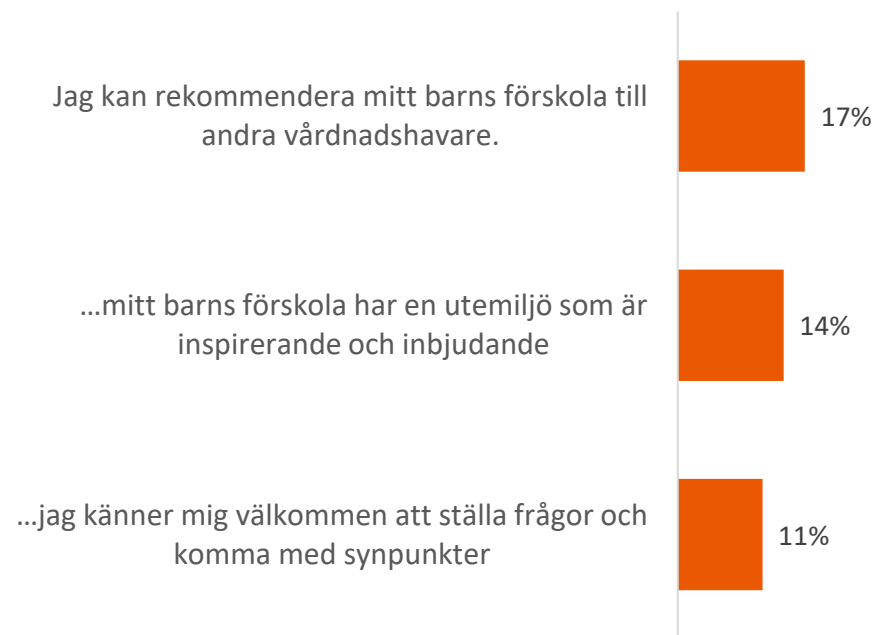 Jag kan rekommendera mitt barns förskola till
andra vårdnadshavare.
17%
...mitt barns förskola har en utemiljö som är
inspirerande och inbjudande
14%
...jag känner mig välkommen att ställa frågor och
komma med synpunkter
11%